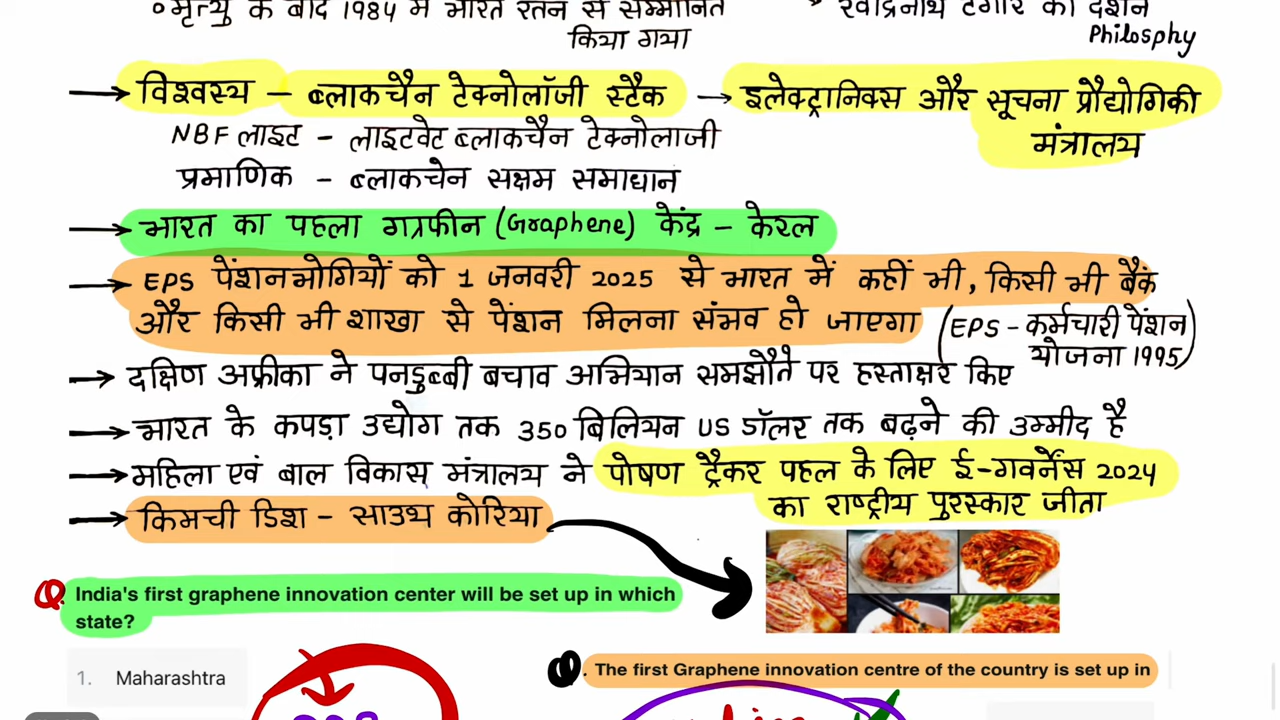 मृत्यु के बाद 1984 में भारत रत्न से सम्मानित
किया गया
रवीन्द्रनाथ टैगोर का दर्शन
Philosphy
विश्वस्य - ब्लाकचैन टेक्नोलॉजी स्टैक → इलेक्ट्रानिक्स और सूचना प्रौद्योगिकी
मंत्रालय
NBF लाइट - लाइटवेट ब्लाकचैन टेक्नोलाजी
प्रमाणिक - ब्लाकचेन सक्षम समाधान
→ भारत का पहला गत्रफीन (Graphene) केंद्र - केरल
→ EPS पेंशनभोगियों को 1 जनवरी 2025 से भारत में कहीं भी, किसी भी बैंक
और किसी भी शाखा से पेंशन मिलना संभव हो जाएगा (EPS - कर्मचारी पेंशन
योजना 1995)
→ दक्षिण अफ्रीका ने पनडुब्बी बचाव अभियान समझौते पर हस्ताक्षर किए
→ भारत के कपड़ा उद्योग तक 350 बिलियन US डॉलर तक बढ़ने की उम्मीद है
→ महिला एवं बाल विकास मंत्रालय ने पोषण ट्रैकर पहल के लिए ई-गवर्नेंस 2024
का राष्ट्रीय पुरस्कार जीता
→ किमची डिश - साउथ कोरिया
Q. India's first graphene innovation center will be set up in which
state?
1. Maharashtra
Q. The first Graphene innovation centre of the country is set up in